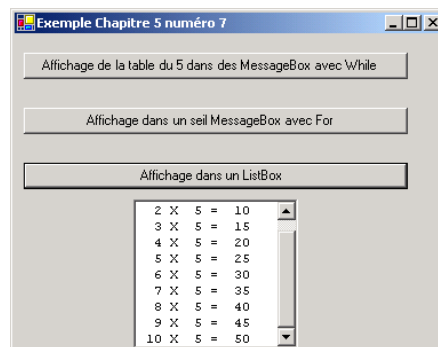 Exemple Chapitre 5 numéro 7
Affichage de la table du 5 dans des MessageBox avec While
Affichage dans un seil MessageBox avec For
Affichage dans un ListBox
2 X 5 = 10
3 X 5 = 15
4 X 5 = 20
5 X 5 = 25
6 X 5 = 30
7 X 5 = 35
8 X 5 = 40
9 X 5 = 45
10 X 5 = 50